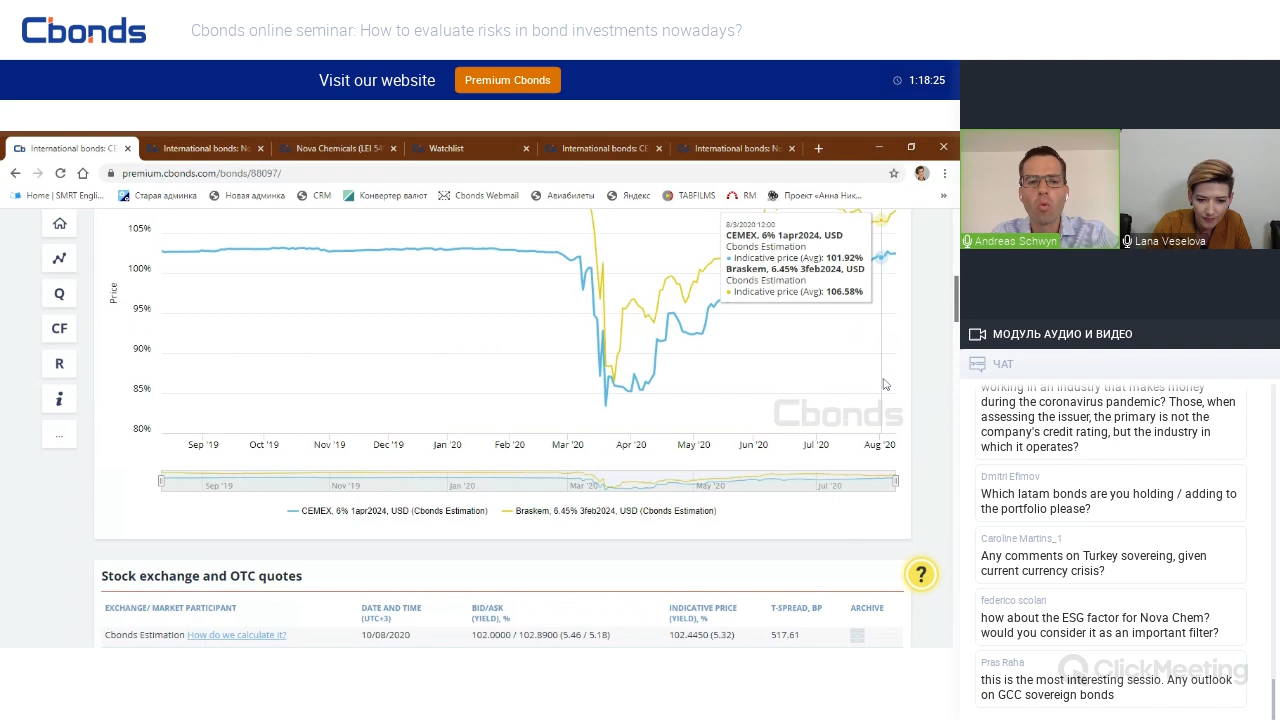 Cbonds
Cbonds online seminar: How to evaluate risks in bond investments nowadays?
Visit our website
Premium Cbonds
1:18:25
Cb International bonds: CE ×
International bonds: No ×
Nova Chemicals (LEI 549 ×
Watchlist ×
International bonds: CE ×
International bonds: No ×
premium.cbonds.com/bonds/88097/
Home | SMRT Engli...
Старая админка
Новая админка
CRM
Конвертер валют
Cbonds Webmail
Авиабилеты
Яндекс
TABFILMS
RM
Проект «Анна Ник...
»
Q
CF
R
i
...
Price
105%
100%
95%
90%
85%
80%
8/3/2020 12:00
CEMEX, 6% 1apr2024, USD
Cbonds Estimation
• Indicative price (Avg): 101.92%
Braskem, 6.45% 3feb2024, USD
Cbonds Estimation
• Indicative price (Avg): 106.58%
Cbonds
Sep '19 Oct '19 Nov '19 Dec '19 Jan '20 Feb '20 Mar '20 Apr '20 May '20 Jun '20 Jul '20 Aug '20
Sep '19 Nov '19 Jan '20 Mar '20 May '20 Jul '20
CEMEX, 6% 1apr2024, USD (Cbonds Estimation) Braskem, 6.45% 3feb2024, USD (Cbonds Estimation)
?
Stock exchange and OTC quotes
EXCHANGE/ MARKET PARTICIPANT
DATE AND TIME
(UTC+3)
BID/ASK
(YIELD), %
INDICATIVE PRICE
(YIELD), %
T-SPREAD, BP
ARCHIVE
Cbonds Estimation How do we calculate it? 10/08/2020 102.0000 / 102.8900 (5.46 / 5.18) 102.4450 (5.32) 517.61
Andreas Schwyn
Lana Veselova
МОДУЛЬ АУДИО И ВИДЕО
ЧАТ
working in an industry that makes money
during the coronavirus pandemic? Those, when
assessing the issuer, the primary is not the
company's credit rating, but the industry in
which it operates?
Dmitri Efimov
Which latam bonds are you holding / adding to
the portfolio please?
Caroline Martins_1
Any comments on Turkey sovereing, given
current currency crisis?
federico scolari
how about the ESG factor for Nova Chem?
would you consider it as an important filter?
Pras Raha
this is the most interesting sessio. Any outlook
on GCC sovereign bonds
ClickMeeting